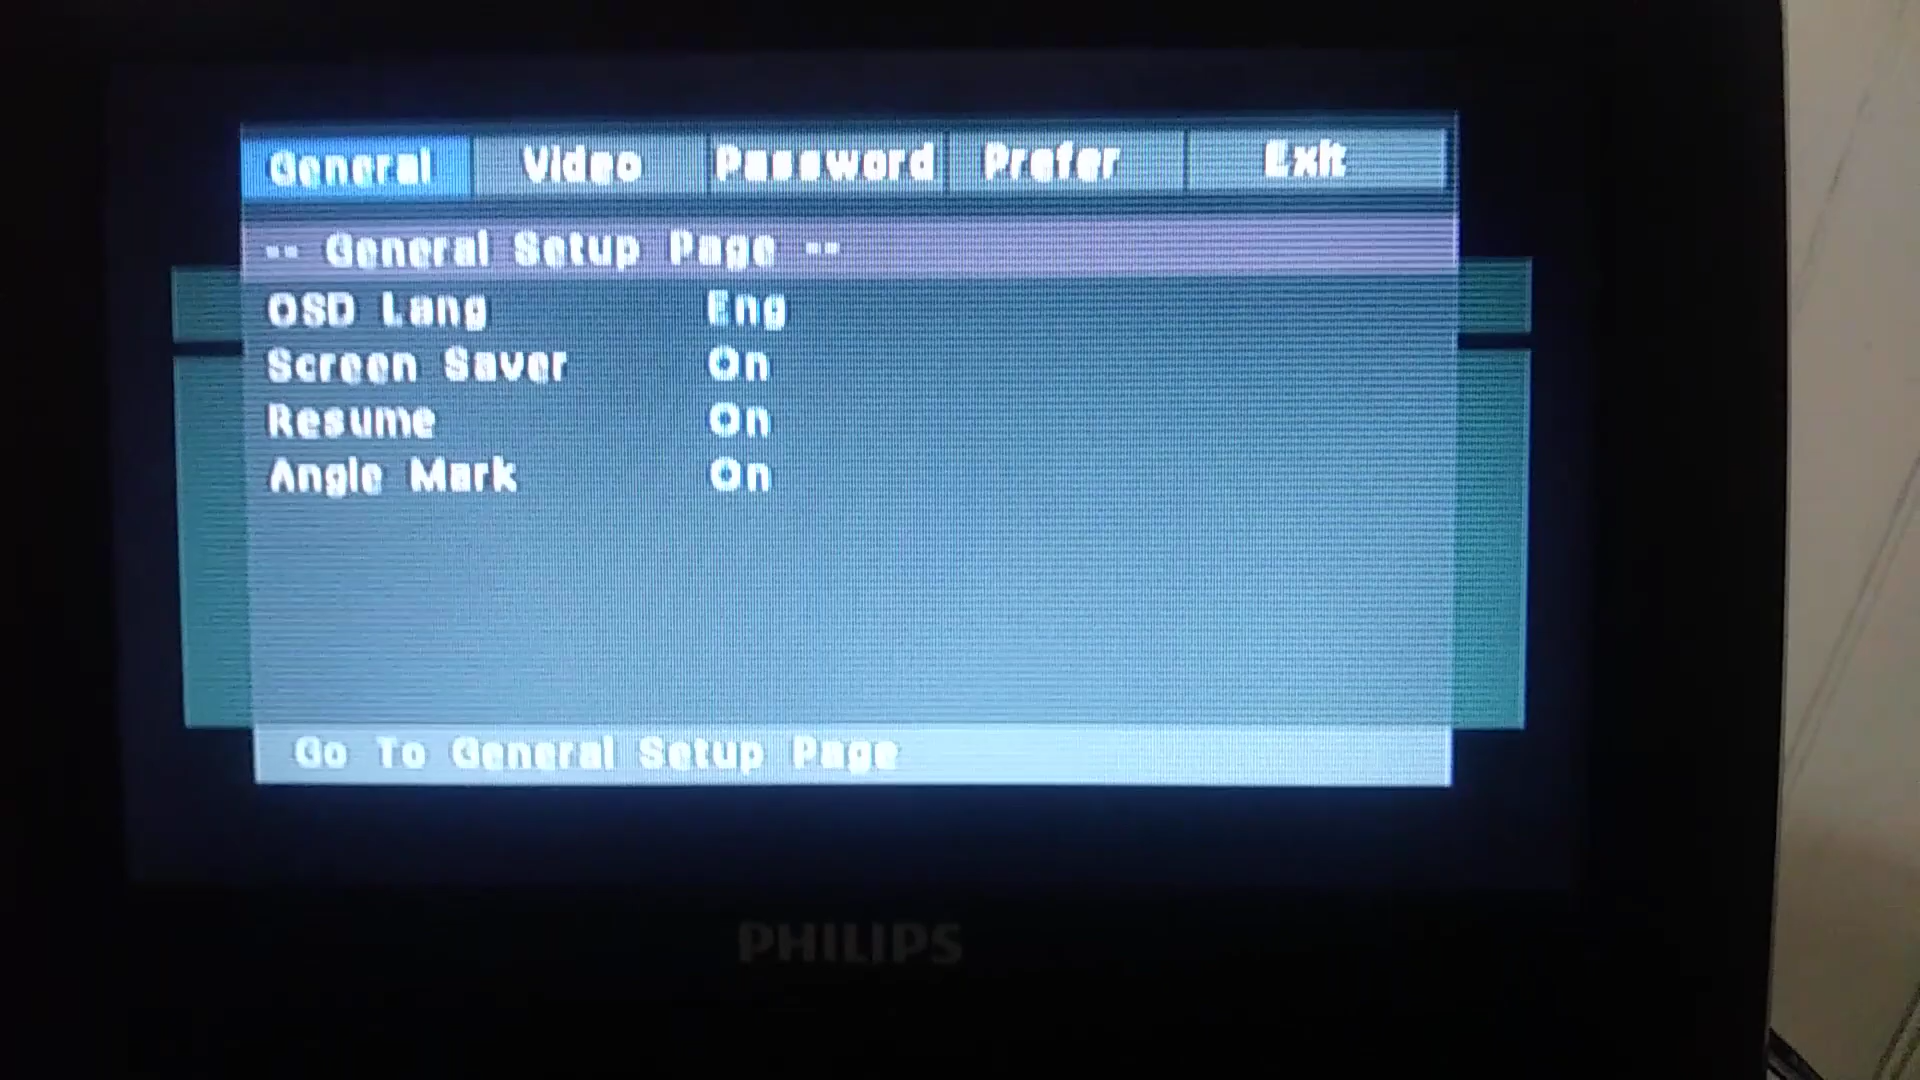 General Video Password Prefer Exit
-- General Setup Page --
OSD Lang Eng
Screen Saver On
Resume On
Angle Mark On
Go To General Setup Page
PHILIPS